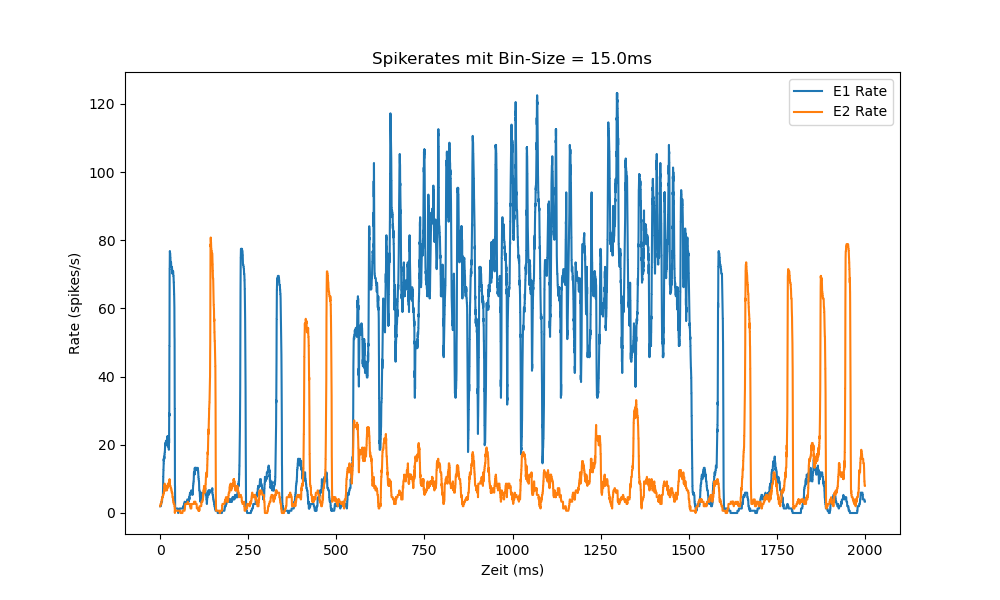 Spikerates mit Bin-Size = 15.0ms
E1 Rate
E2 Rate
Rate (spikes/s)
120
100
80
60
40
20
0
0 250 500 750 1000 1250 1500 1750 2000
Zeit (ms)